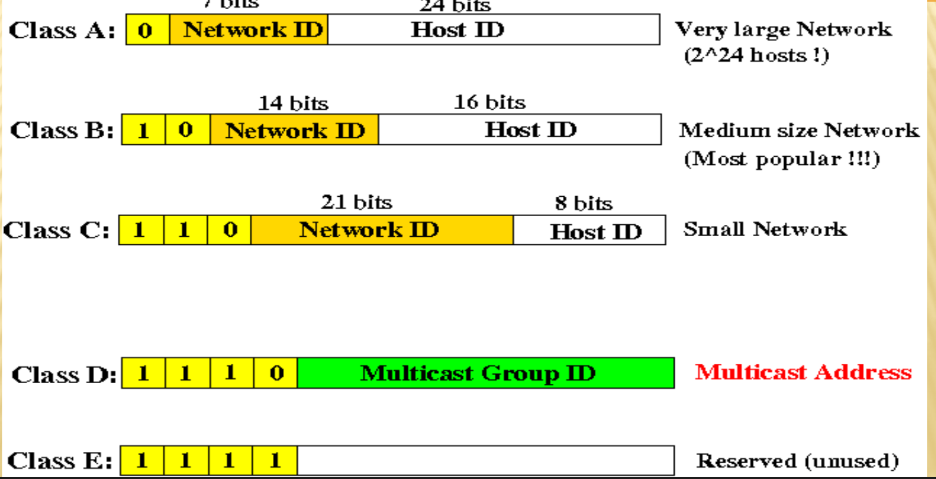 7 bits 24 bits
Class A: 0 Network ID Host ID Very large Network
(2^24 hosts !)
14 bits 16 bits
Class B: 1 0 Network ID Host ID Medium size Network
(Most popular !!!)
21 bits 8 bits
Class C: 1 1 0 Network ID Host ID Small Network
Class D: 1 1 1 0 Multicast Group ID Multicast Address
Class E: 1 1 1 1 Reserved (unused)